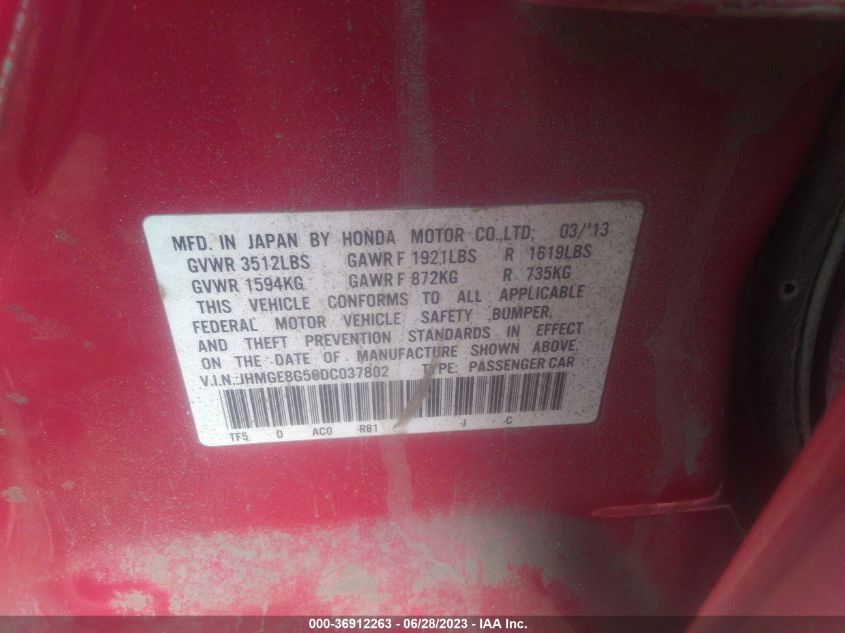 MFD. IN JAPAN BY HONDA MOTOR CO.,LTD; 03/'13
GVWR 3512LBS GAWR F 1921LBS R 1619LBS
GVWR 1594KG GAWR F 872KG R 735KG
THIS VEHICLE CONFORMS TO ALL APPLICABLE
FEDERAL MOTOR VEHICLE SAFETY ,BUMPER,
AND THEFT PREVENTION STANDARDS IN EFFECT
ON THE DATE OF MANUFACTURE SHOWN ABOVE.
V.I.N.:JHMGE8G56DC037802 TYPE: PASSENGER CAR
TF5 D AC0 -RB1 -J -C
000-36912263 - 06/28/2023 - IAA Inc.